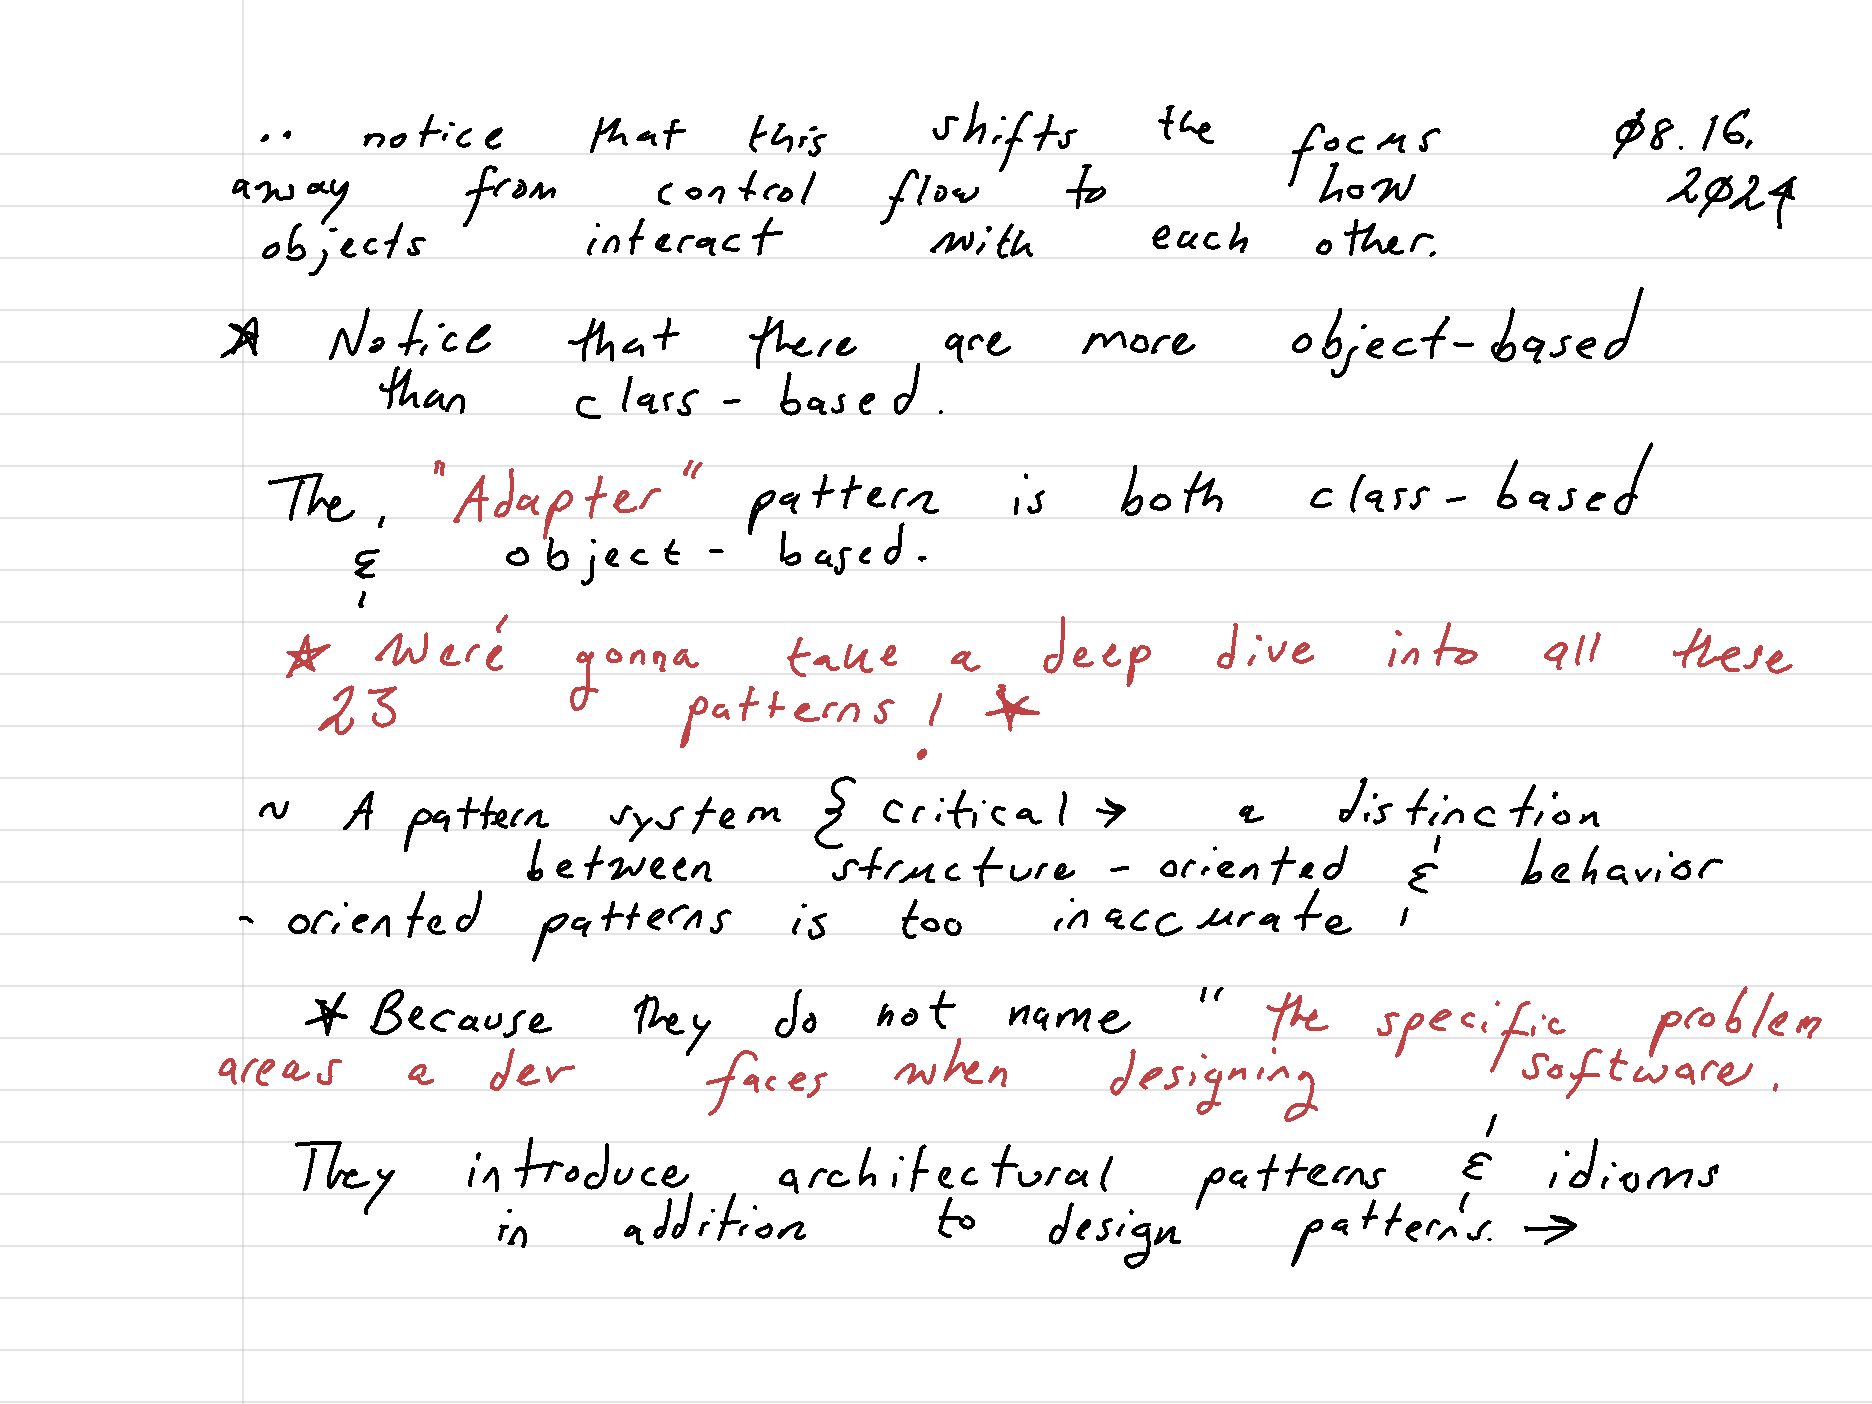 .. notice that this shifts the focus Ø8.16.
away from control flow to how 2Ø24
objects interact with each other.
☆ Notice that there are more object-based
than class-based.
The "Adapter" pattern is both class-based
& object-based.
☆ Were' gonna take a deep dive into all these
23 patterns! ☆
~ A pattern system { critical → a distinction
between structure-oriented & behavior
-oriented patterns is too inaccurate
☆ Because they do not name "the specific problem
areas a dev faces when designing software.
They introduce architectural patterns & idioms
in addition to design patterns. →